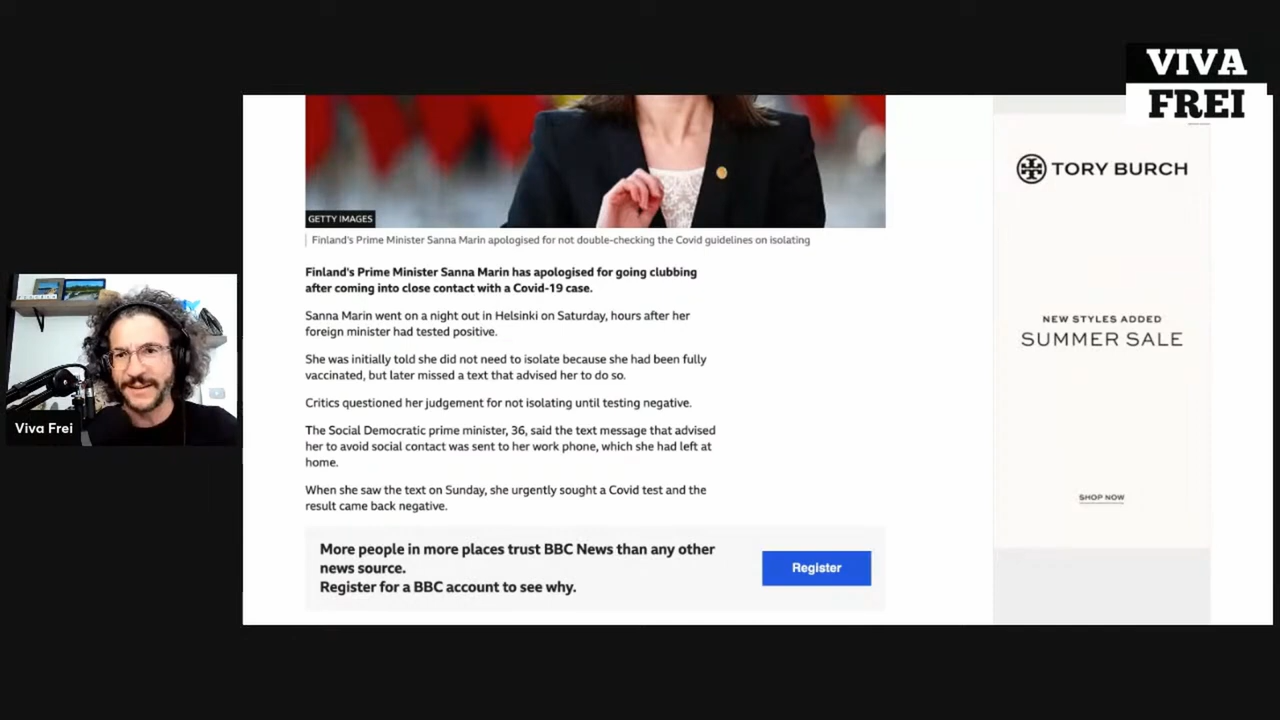 VIVA
FREI
GETTY IMAGES
Finland's Prime Minister Sanna Marin apologised for not double-checking the Covid guidelines on isolating
Finland's Prime Minister Sanna Marin has apologised for going clubbing
after coming into close contact with a Covid-19 case.
Sanna Marin went on a night out in Helsinki on Saturday, hours after her
foreign minister had tested positive.
She was initially told she did not need to isolate because she had been fully
vaccinated, but later missed a text that advised her to do so.
Critics questioned her judgement for not isolating until testing negative.
The Social Democratic prime minister, 36, said the text message that advised
her to avoid social contact was sent to her work phone, which she had left at
home.
When she saw the text on Sunday, she urgently sought a Covid test and the
result came back negative.
More people in more places trust BBC News than any other
news source.
Register for a BBC account to see why.
Register
TORY BURCH
NEW STYLES ADDED
SUMMER SALE
SHOP NOW
Viva Frei